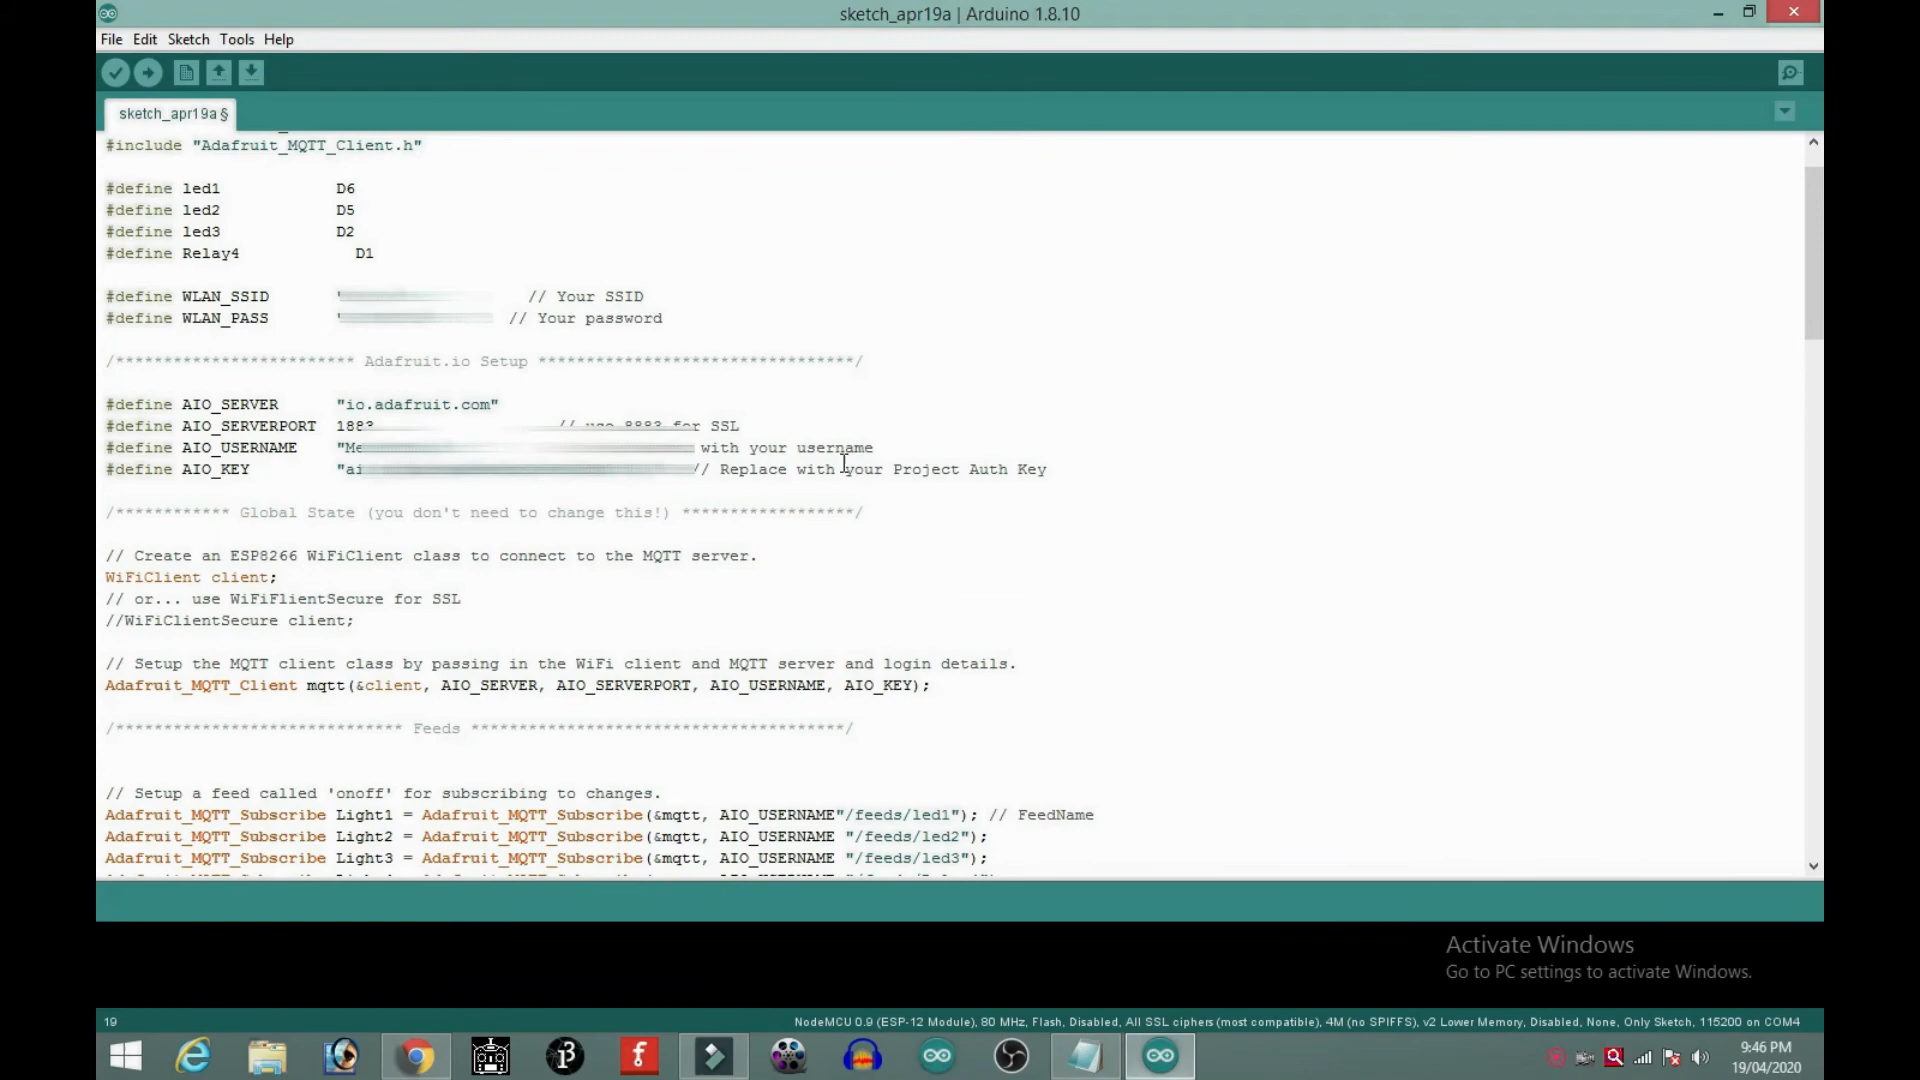 sketch_apr19a | Arduino 1.8.10
File Edit Sketch Tools Help
sketch_apr19a §
#include "Adafruit_MQTT_Client.h"
#define led1 D6
#define led2 D5
#define led3 D2
#define Relay4 D1
#define WLAN_SSID // Your SSID
#define WLAN_PASS // Your password
/************************** Adafruit.io Setup *********************************/
#define AIO_SERVER "io.adafruit.com"
#define AIO_SERVERPORT 1883 // use 8883 for SSL
#define AIO_USERNAME "Me with your username
#define AIO_KEY "ai // Replace with your Project Auth Key
/************ Global State (you don't need to change this!) ******************/
// Create an ESP8266 WiFiClient class to connect to the MQTT server.
WiFiClient client;
// or... use WiFiFlientSecure for SSL
//WiFiClientSecure client;
// Setup the MQTT client class by passing in the WiFi client and MQTT server and login details.
Adafruit_MQTT_Client mqtt(&client, AIO_SERVER, AIO_SERVERPORT, AIO_USERNAME, AIO_KEY);
/****************************** Feeds ***************************************/
// Setup a feed called 'onoff' for subscribing to changes.
Adafruit_MQTT_Subscribe Light1 = Adafruit_MQTT_Subscribe(&mqtt, AIO_USERNAME"/feeds/led1"); // FeedName
Adafruit_MQTT_Subscribe Light2 = Adafruit_MQTT_Subscribe(&mqtt, AIO_USERNAME "/feeds/led2");
Adafruit_MQTT_Subscribe Light3 = Adafruit_MQTT_Subscribe(&mqtt, AIO_USERNAME "/feeds/led3");
Activate Windows
Go to PC settings to activate Windows.
19 NodeMCU 0.9 (ESP-12 Module), 80 MHz, Flash, Disabled, All SSL ciphers (most compatible), 4M (no SPIFFS), v2 Lower Memory, Disabled, None, Only Sketch, 115200 on COM4
9:46 PM
19/04/2020